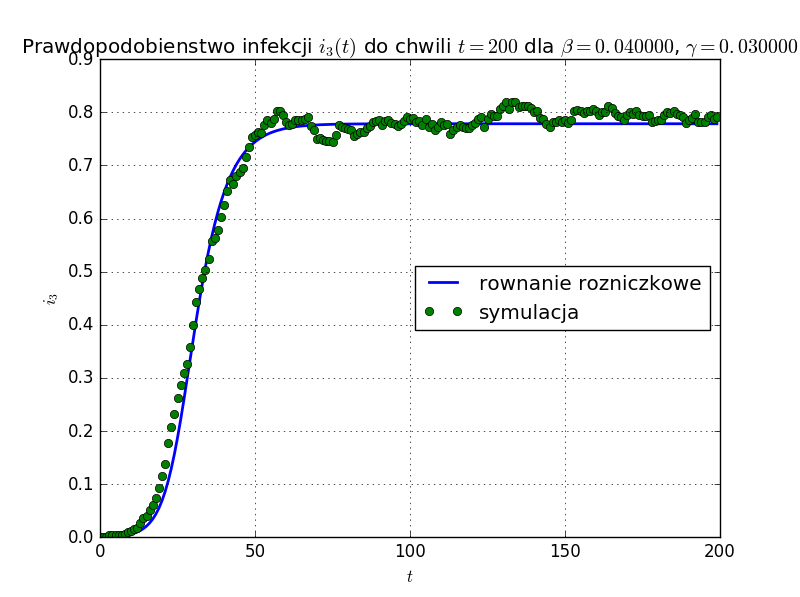 Prawdopodobienstwo infekcji i₃(t) do chwili t = 200 dla β = 0.040000, γ = 0.030000
0.9
0.8
0.7
0.6
0.5
0.4
0.3
0.2
0.1
0.0
i₃
rownanie rozniczkowe
symulacja
0 50 100 150 200
t